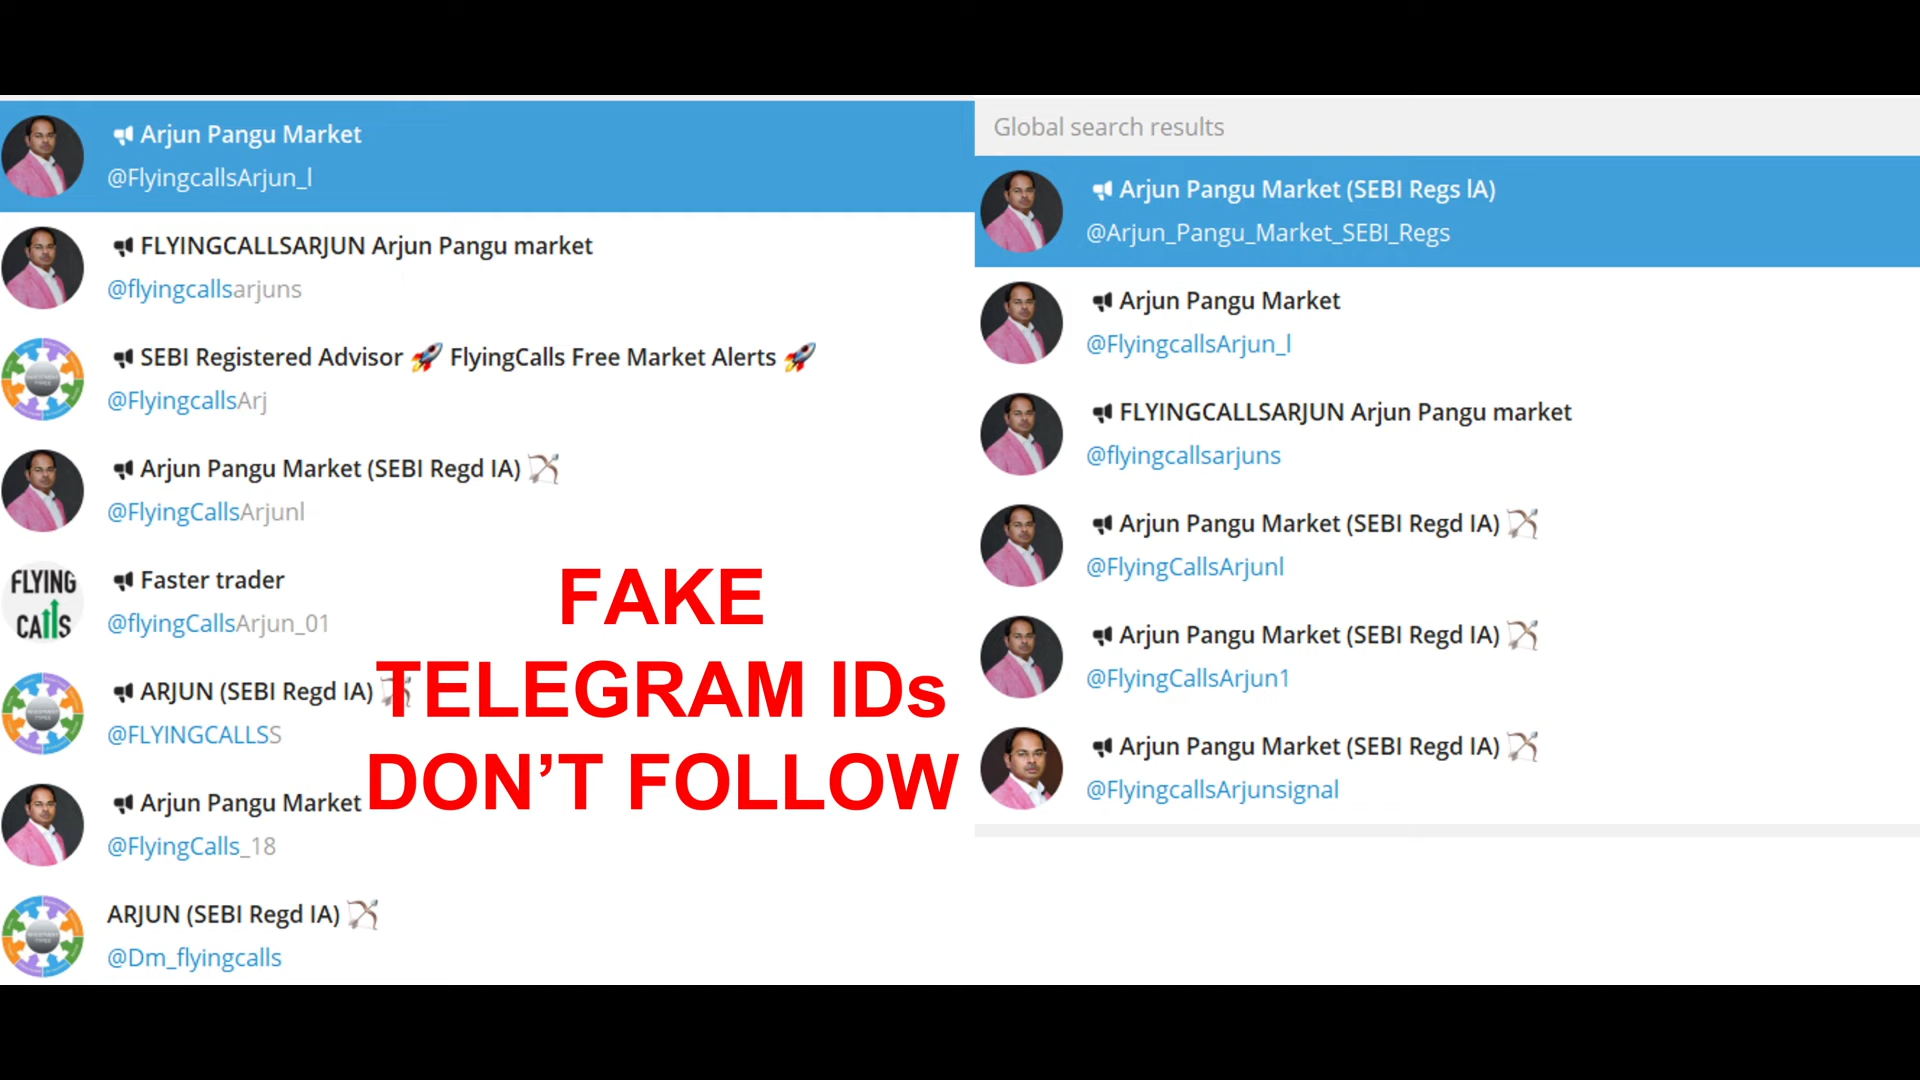 Arjun Pangu Market
@FlyingcallsArjun_l
FLYINGCALLSARJUN Arjun Pangu market
@flyingcallsarjuns
SEBI Registered Advisor 🚀 FlyingCalls Free Market Alerts 🚀
@FlyingcallsArj
Arjun Pangu Market (SEBI Regd IA) 🏹
@FlyingCallsArjunl
FLYING
CALLS
Faster trader
@flyingCallsArjun_01
ARJUN (SEBI Regd IA) 🏹
@FLYINGCALLSS
Arjun Pangu Market
@FlyingCalls_18
ARJUN (SEBI Regd IA) 🏹
@Dm_flyingcalls
FAKE
TELEGRAM IDs
DON’T FOLLOW
Global search results
Arjun Pangu Market (SEBI Regs lA)
@Arjun_Pangu_Market_SEBI_Regs
Arjun Pangu Market
@FlyingcallsArjun_l
FLYINGCALLSARJUN Arjun Pangu market
@flyingcallsarjuns
Arjun Pangu Market (SEBI Regd IA) 🏹
@FlyingCallsArjunl
Arjun Pangu Market (SEBI Regd IA) 🏹
@FlyingCallsArjun1
Arjun Pangu Market (SEBI Regd IA) 🏹
@FlyingcallsArjunsignal